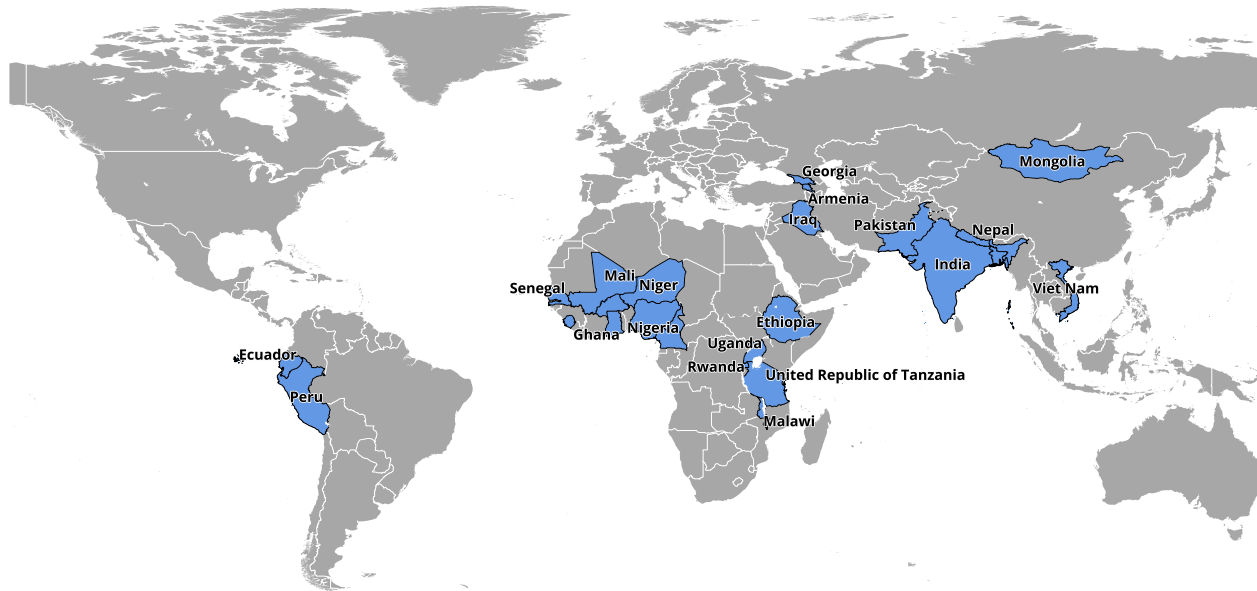 Mongolia
Georgia
Armenia
Iraq
Pakistan
Nepal
India
Mali
Niger
Senegal
Viet Nam
Ethiopia
Nigeria
Ghana
Uganda
Ecuador
Rwanda
United Republic of Tanzania
Peru
Malawi